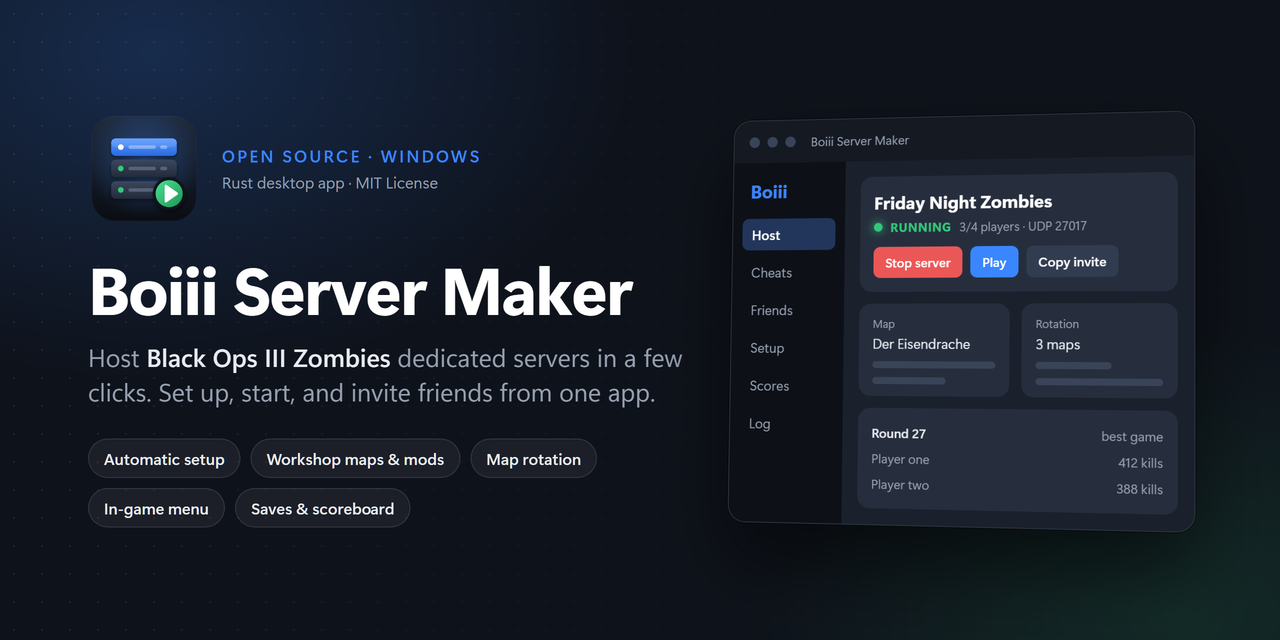 OPEN SOURCE · WINDOWS
Rust desktop app · MIT License
Boiii Server Maker
Host Black Ops III Zombies dedicated servers in a few
clicks. Set up, start, and invite friends from one app.
Automatic setup
Workshop maps & mods
Map rotation
In-game menu
Saves & scoreboard
Boiii Server Maker
Boiii
Host
Cheats
Friends
Setup
Scores
Log
Friday Night Zombies
RUNNING 3/4 players · UDP 27017
Stop server
Play
Copy invite
Map
Der Eisendrache
Rotation
3 maps
Round 27 best game
Player one 412 kills
Player two 388 kills